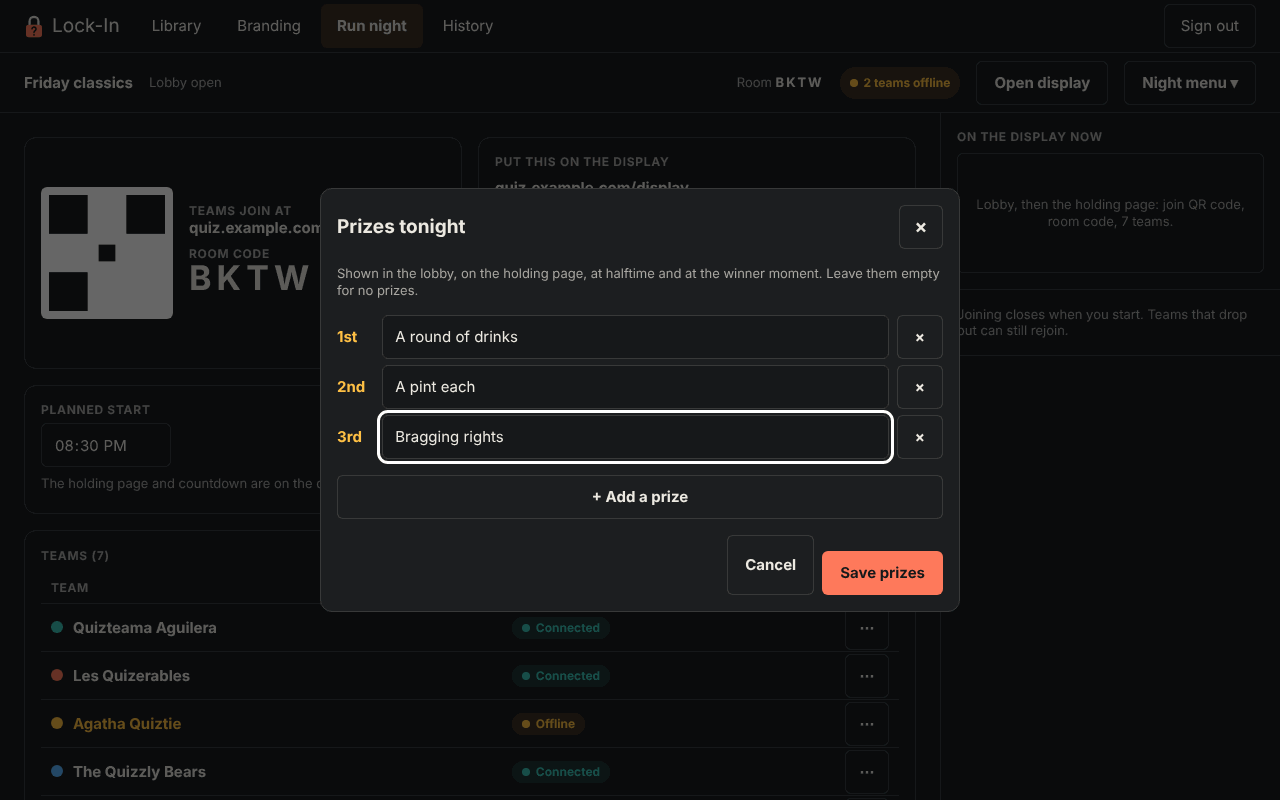 Lock-In
Library
Branding
Run night
History
Sign out
Friday classics
Lobby open
Room BKTW
2 teams offline
Open display
Night menu ▾
TEAMS JOIN AT
quiz.example.com
ROOM CODE
BKTW
PUT THIS ON THE DISPLAY
quiz.example.com/display
ON THE DISPLAY NOW
Lobby, then the holding page: join QR code,
room code, 7 teams.
Joining closes when you start. Teams that drop
out can still rejoin.
Prizes tonight
×
Shown in the lobby, on the holding page, at halftime and at the winner moment. Leave them empty
for no prizes.
1st
A round of drinks
×
2nd
A pint each
×
3rd
Bragging rights
×
+ Add a prize
Cancel
Save prizes
PLANNED START
08:30 PM
The holding page and countdown are on the
TEAMS (7)
TEAM
Quizteama Aguilera
Connected
...
Les Quizerables
Connected
...
Agatha Quiztie
Offline
...
The Quizzly Bears
Connected
...